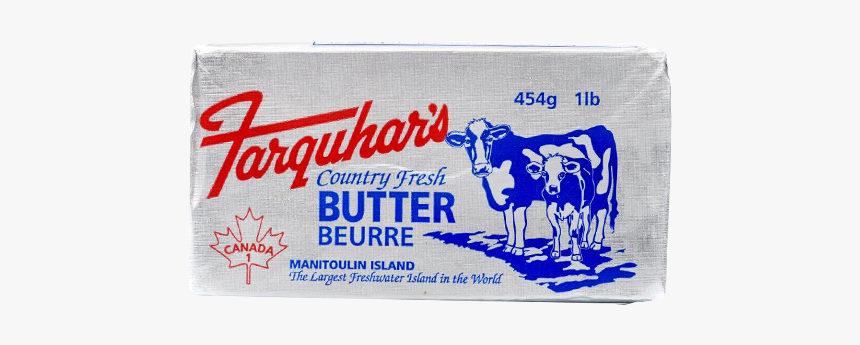 Farquhar's
454g 1lb
Country Fresh
BUTTER
BEURRE
CANADA
1
MANITOULIN ISLAND
The Largest Freshwater Island in the World